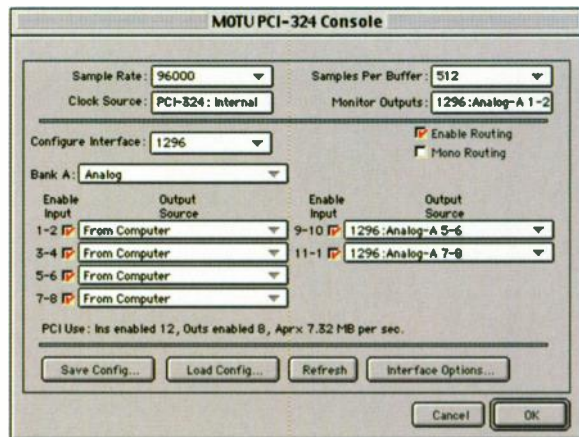 MOTU PCI-324 Console
Sample Rate: 96000
Samples Per Buffer: 512
Clock Source: PCI-324: Internal
Monitor Outputs: 1296:Analog-A 1-2
Configure Interface: 1296
Enable Routing
Mono Routing
Bank A: Analog
Enable Input
Output Source
Enable Input
Output Source
1-2 From Computer
9-10 1296:Analog-A 5-6
3-4 From Computer
11-1 1296:Analog-A 7-8
5-6 From Computer
7-8 From Computer
PCI Use: Ins enabled 12, Outs enabled 8, Aprx 7.32 MB per sec.
Save Config...
Load Config...
Refresh
Interface Options...
Cancel
OK